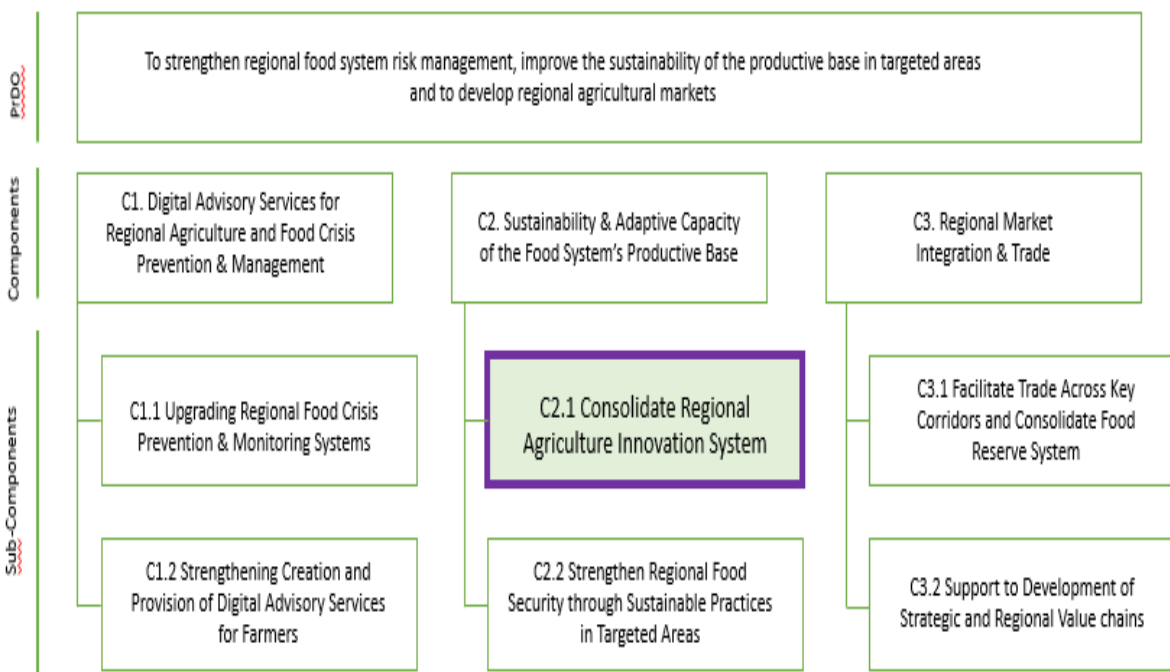 PrDO
To strengthen regional food system risk management, improve the sustainability of the productive base in targeted areas
and to develop regional agricultural markets
Components
C1. Digital Advisory Services for
Regional Agriculture and Food Crisis
Prevention & Management
C2. Sustainability & Adaptive Capacity
of the Food System's Productive Base
C3. Regional Market
Integration & Trade
Sub-Components
C1.1 Upgrading Regional Food Crisis
Prevention & Monitoring Systems
C2.1 Consolidate Regional
Agriculture Innovation System
C3.1 Facilitate Trade Across Key
Corridors and Consolidate Food
Reserve System
C1.2 Strengthening Creation and
Provision of Digital Advisory Services
for Farmers
C2.2 Strengthen Regional Food
Security through Sustainable Practices
in Targeted Areas
C3.2 Support to Development of
Strategic and Regional Value chains